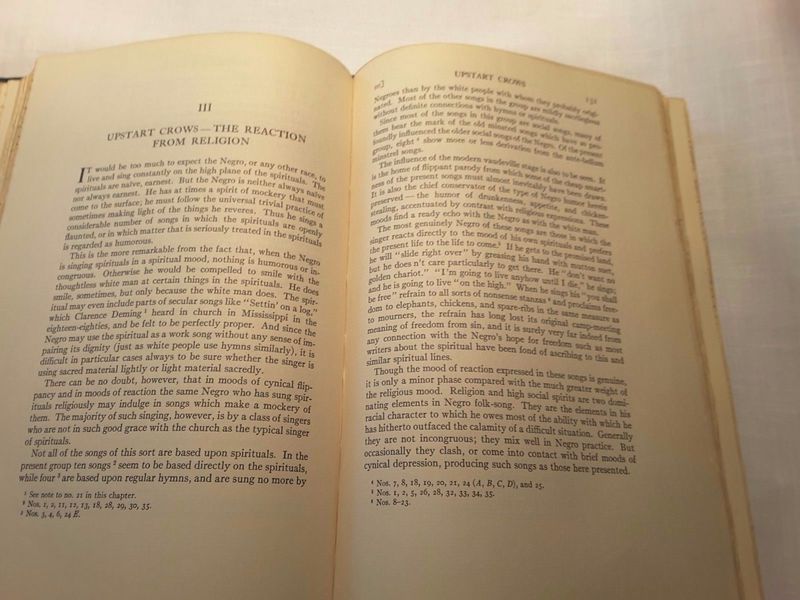 III
UPSTART CROWS — THE REACTION
FROM RELIGION
IT would be too much to expect the Negro, or any other race, to
live and sing constantly on the high plane of the spirituals. The
spirituals are naïve, earnest. But the Negro is neither always naïve
nor always earnest. He has at times a spirit of mockery that must
come to the surface; he must follow the universal trivial practice of
sometimes making light of the things he reveres. Thus he sings a
considerable number of songs in which the spirituals are openly
flaunted, or in which matter that is seriously treated in the spirituals
is regarded as humorous.
This is the more remarkable from the fact that, when the Negro
is singing spirituals in a spiritual mood, nothing is humorous or in-
congruous. Otherwise he would be compelled to smile with the
thoughtless white man at certain things in the spirituals. He does
smile, sometimes, but only because the white man does. The spir-
itual may even include parts of secular songs like "Settin' on a log,"
which Clarence Deming ¹ heard in church in Mississippi in the
eighteen-eighties, and be felt to be perfectly proper. And since the
Negro may use the spiritual as a work song without any sense of im-
pairing its dignity (just as white people use hymns similarly), it is
difficult in particular cases always to be sure whether the singer is
using sacred material lightly or light material sacredly.
There can be no doubt, however, that in moods of cynical flip-
pancy and in moods of reaction the same Negro who has sung spir-
ituals religiously may indulge in songs which make a mockery of
them. The majority of such singing, however, is by a class of singers
who are not in such good grace with the church as the typical singer
of spirituals.
Not all of the songs of this sort are based upon spirituals. In the
present group ten songs ² seem to be based directly on the spirituals,
while four ³ are based upon regular hymns, and are sung no more by
¹ See note to no. 21 in this chapter.
² Nos. 1, 2, 11, 12, 13, 18, 28, 29, 30, 35.
³ Nos. 3, 4, 6, 24 E.
UPSTART CROWS 131
Negroes than by the white people with whom they probably origi-
nated. Most of the other songs in the group are mildly sacrilegious
without definite connections with hymns or spirituals.
Since most of the songs in this group are social songs, many of
them bear the mark of the old minstrel songs which have so pro-
foundly influenced the older social songs of the Negro. Of the present
group, eight ⁴ show more or less derivation from the ante-bellum
minstrel songs.
The influence of the modern vaudeville stage is also to be seen. It
is the home of flippant parody from which some of the cheap smart-
ness of the present songs must almost inevitably have been drawn.
It is also the chief conservator of the type of Negro humor herein
preserved — the humor of drunkenness, appetite, and chicken-
stealing, accentuated by contrast with religious expressions. These
moods find a ready echo with the Negro as with the white man.
The most genuinely Negro of these songs are those in which the
singer reacts directly to the mood of his own spirituals and prefers
the present life to the life to come.⁵ If he gets to the promised land,
he will "slide right over" by greasing his hand with mutton suet,
but he does n't care particularly to get there. He "don't want no
golden chariot." "I'm going to live anyhow until I die," he sings;
and he is going to live "on the high." When he sings his "you shall
be free" refrain to all sorts of nonsense stanzas ⁶ and proclaims free-
dom to elephants, chickens, and spare-ribs in the same measure as
to mourners, the refrain has long lost its original camp-meeting
meaning of freedom from sin, and it is surely very far indeed from
any connection with the Negro's hope for freedom such as most
writers about the spiritual have been fond of ascribing to this and
similar spiritual lines.
Though the mood of reaction expressed in these songs is genuine,
it is only a minor phase compared with the much greater weight of
the religious mood. Religion and high social spirits are two domi-
nating elements in Negro folk-song. They are the elements in his
racial character to which he owes most of the ability with which he
has hitherto outfaced the calamity of a difficult situation. Generally
they are not incongruous; they mix well in Negro practice. But
occasionally they clash, or come into contact with brief moods of
cynical depression, producing such songs as those here presented.
⁴ Nos. 7, 8, 18, 19, 20, 21, 24 (A, B, C, D), and 25.
⁵ Nos. 1, 2, 5, 26, 28, 32, 33, 34, 35.
⁶ Nos. 8–23.